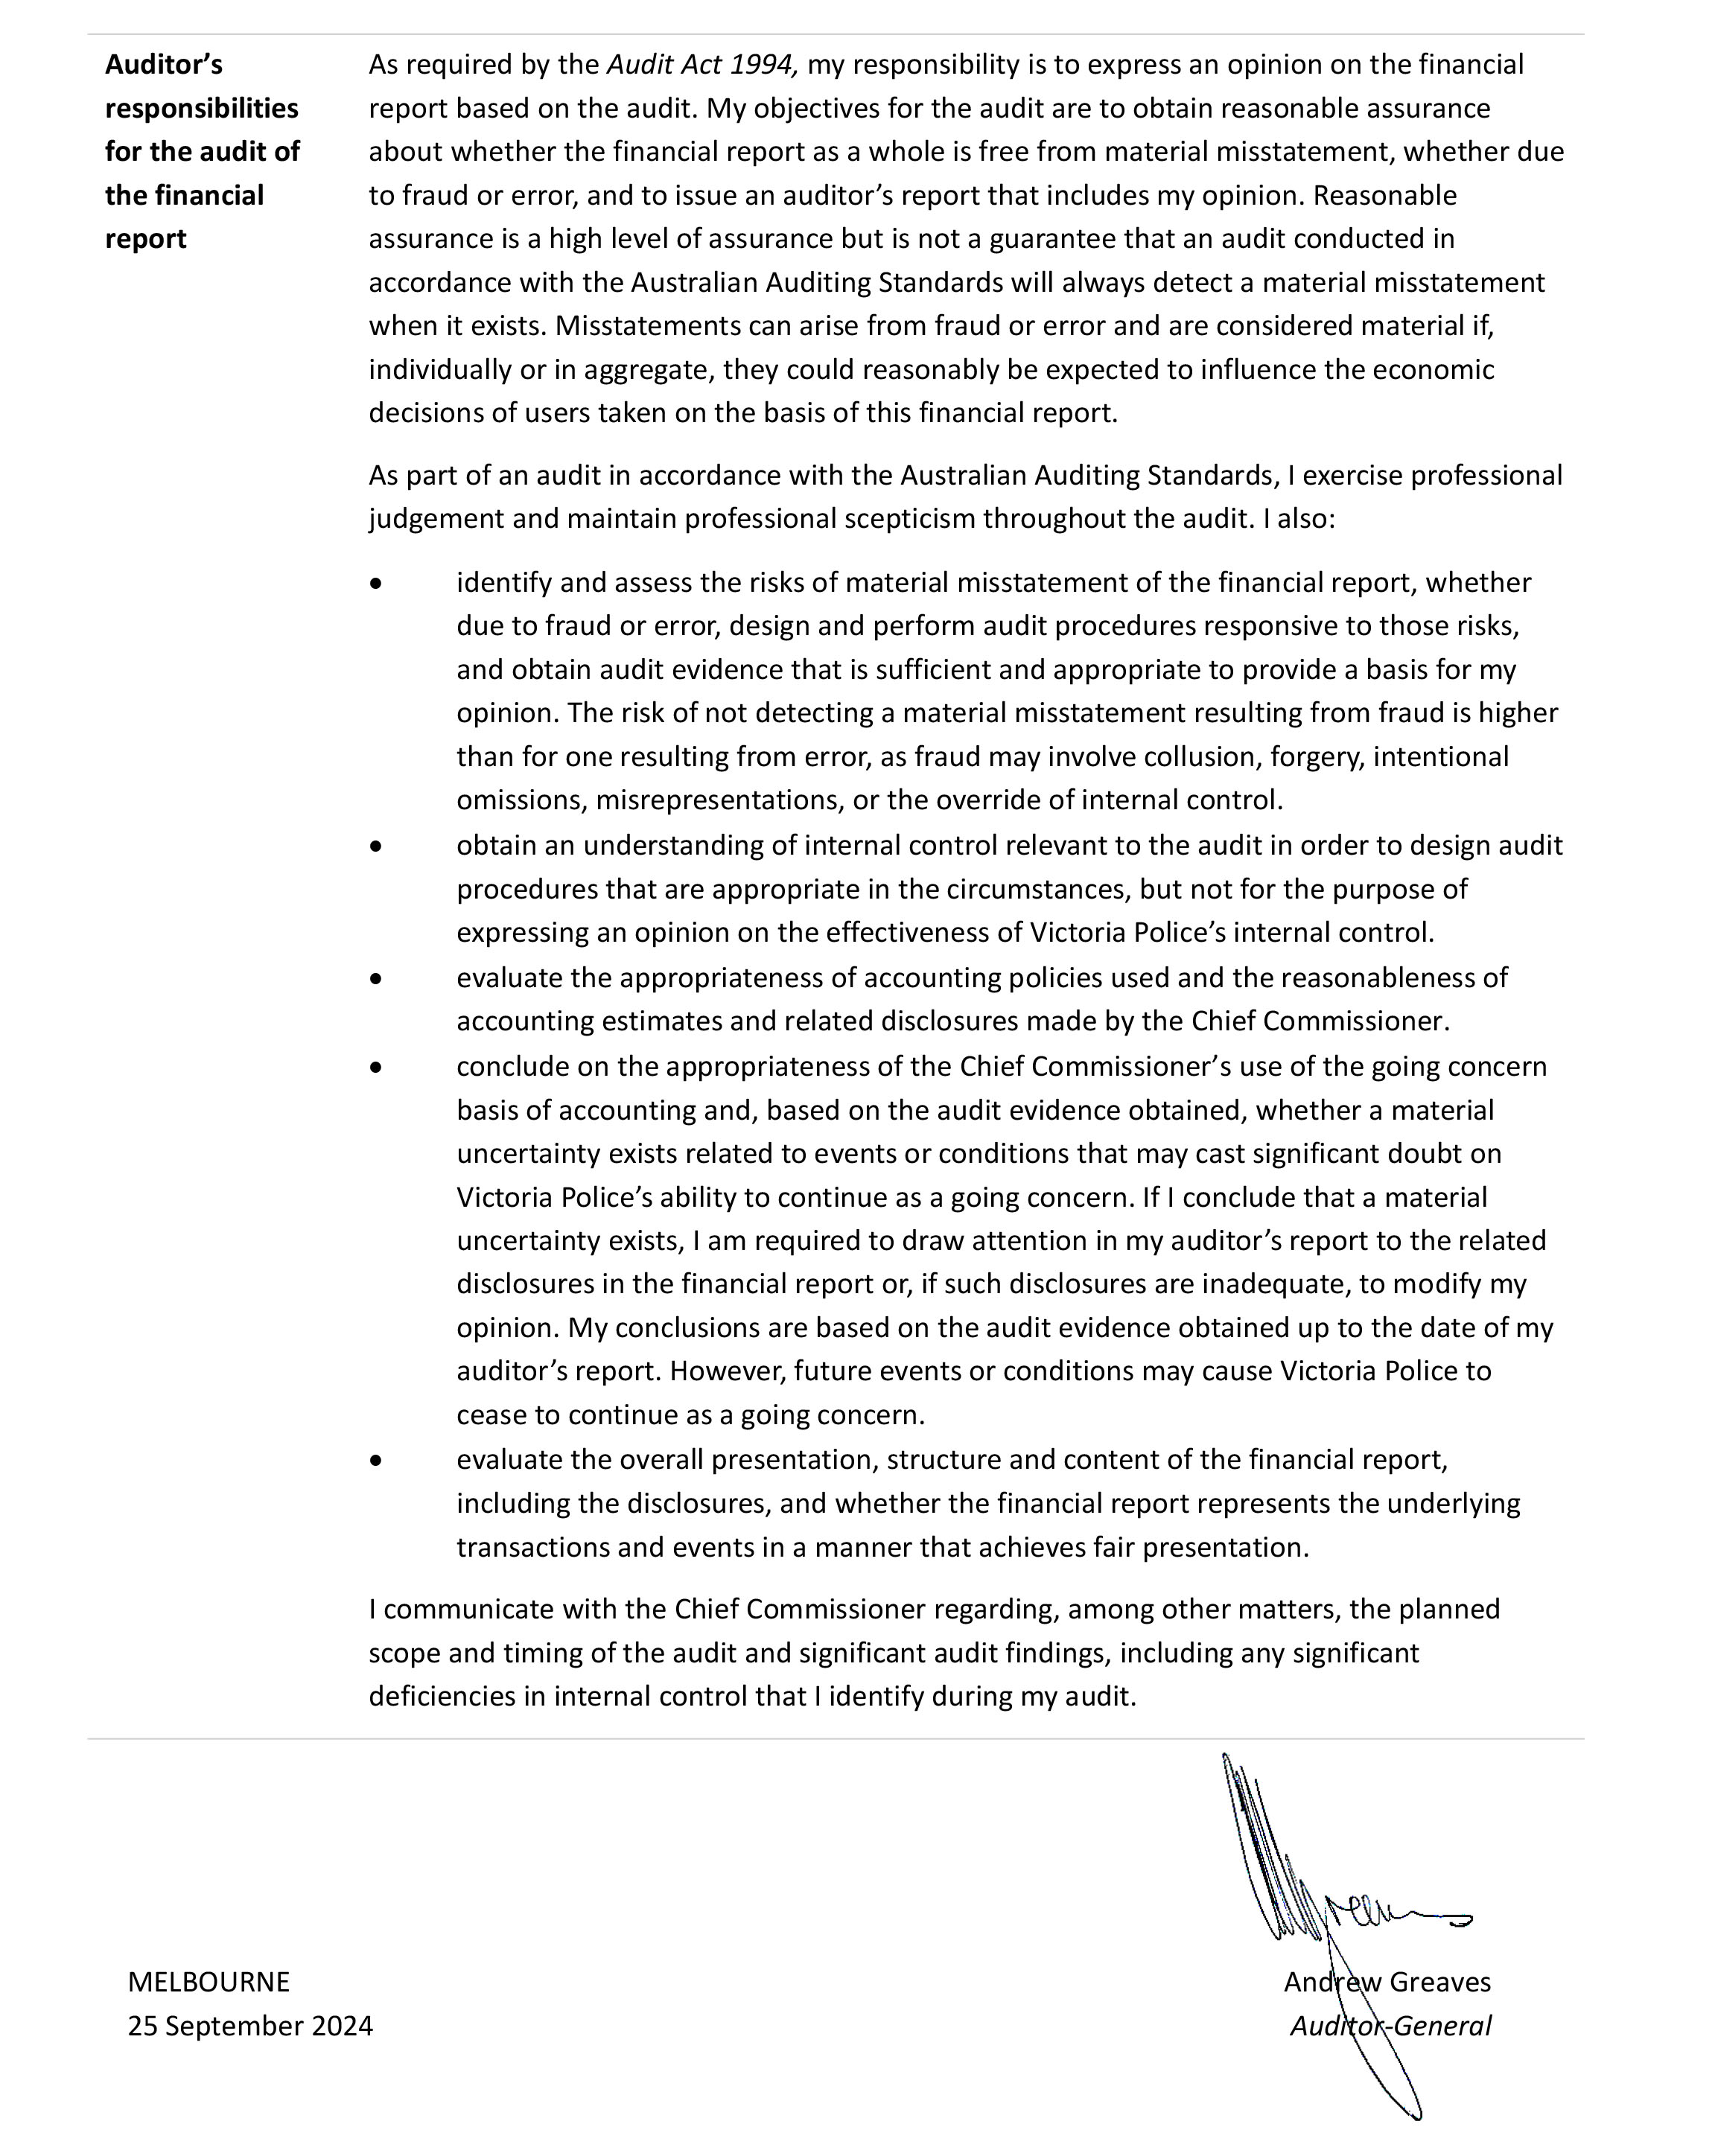 Auditor's
responsibilities
for the audit of
the financial
report
As required by the Audit Act 1994, my responsibility is to express an opinion on the financial
report based on the audit. My objectives for the audit are to obtain reasonable assurance
about whether the financial report as a whole is free from material misstatement, whether due
to fraud or error, and to issue an auditor's report that includes my opinion. Reasonable
assurance is a high level of assurance but is not a guarantee that an audit conducted in
accordance with the Australian Auditing Standards will always detect a material misstatement
when it exists. Misstatements can arise from fraud or error and are considered material if,
individually or in aggregate, they could reasonably be expected to influence the economic
decisions of users taken on the basis of this financial report.
As part of an audit in accordance with the Australian Auditing Standards, I exercise professional
judgement and maintain professional scepticism throughout the audit. I also:
• identify and assess the risks of material misstatement of the financial report, whether
due to fraud or error, design and perform audit procedures responsive to those risks,
and obtain audit evidence that is sufficient and appropriate to provide a basis for my
opinion. The risk of not detecting a material misstatement resulting from fraud is higher
than for one resulting from error, as fraud may involve collusion, forgery, intentional
omissions, misrepresentations, or the override of internal control.
• obtain an understanding of internal control relevant to the audit in order to design audit
procedures that are appropriate in the circumstances, but not for the purpose of
expressing an opinion on the effectiveness of Victoria Police's internal control.
• evaluate the appropriateness of accounting policies used and the reasonableness of
accounting estimates and related disclosures made by the Chief Commissioner.
• conclude on the appropriateness of the Chief Commissioner's use of the going concern
basis of accounting and, based on the audit evidence obtained, whether a material
uncertainty exists related to events or conditions that may cast significant doubt on
Victoria Police's ability to continue as a going concern. If I conclude that a material
uncertainty exists, I am required to draw attention in my auditor's report to the related
disclosures in the financial report or, if such disclosures are inadequate, to modify my
opinion. My conclusions are based on the audit evidence obtained up to the date of my
auditor's report. However, future events or conditions may cause Victoria Police to
cease to continue as a going concern.
• evaluate the overall presentation, structure and content of the financial report,
including the disclosures, and whether the financial report represents the underlying
transactions and events in a manner that achieves fair presentation.
I communicate with the Chief Commissioner regarding, among other matters, the planned
scope and timing of the audit and significant audit findings, including any significant
deficiencies in internal control that I identify during my audit.
MELBOURNE
25 September 2024
Andrew Greaves
Auditor-General